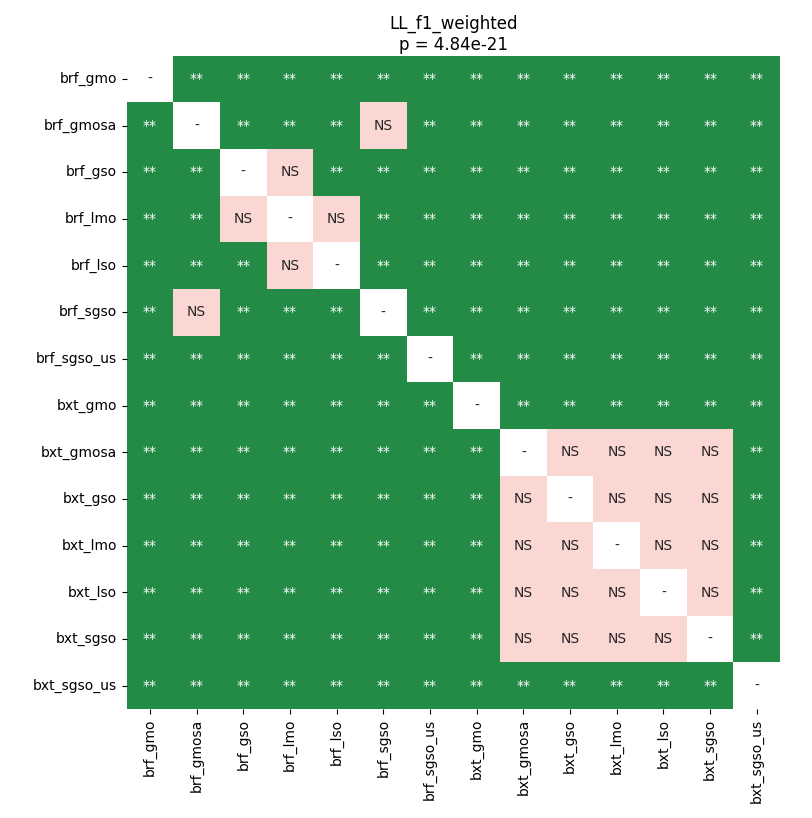 LL_f1_weighted
p = 4.84e-21
brf_gmo - ** ** ** ** ** ** ** ** ** ** ** ** **
brf_gmosa ** - ** ** ** NS ** ** ** ** ** ** ** **
brf_gso ** ** - NS ** ** ** ** ** ** ** ** ** **
brf_lmo ** ** NS - NS ** ** ** ** ** ** ** ** **
brf_lso ** ** ** NS - ** ** ** ** ** ** ** ** **
brf_sgso ** NS ** ** ** - ** ** ** ** ** ** ** **
brf_sgso_us ** ** ** ** ** ** - ** ** ** ** ** ** **
bxt_gmo ** ** ** ** ** ** ** - ** ** ** ** ** **
bxt_gmosa ** ** ** ** ** ** ** ** - NS NS NS NS **
bxt_gso ** ** ** ** ** ** ** ** NS - NS NS NS **
bxt_lmo ** ** ** ** ** ** ** ** NS NS - NS NS **
bxt_lso ** ** ** ** ** ** ** ** NS NS NS - NS **
bxt_sgso ** ** ** ** ** ** ** ** NS NS NS NS - **
bxt_sgso_us ** ** ** ** ** ** ** ** ** ** ** ** ** -
brf_gmo
brf_gmosa
brf_gso
brf_lmo
brf_lso
brf_sgso
brf_sgso_us
bxt_gmo
bxt_gmosa
bxt_gso
bxt_lmo
bxt_lso
bxt_sgso
bxt_sgso_us